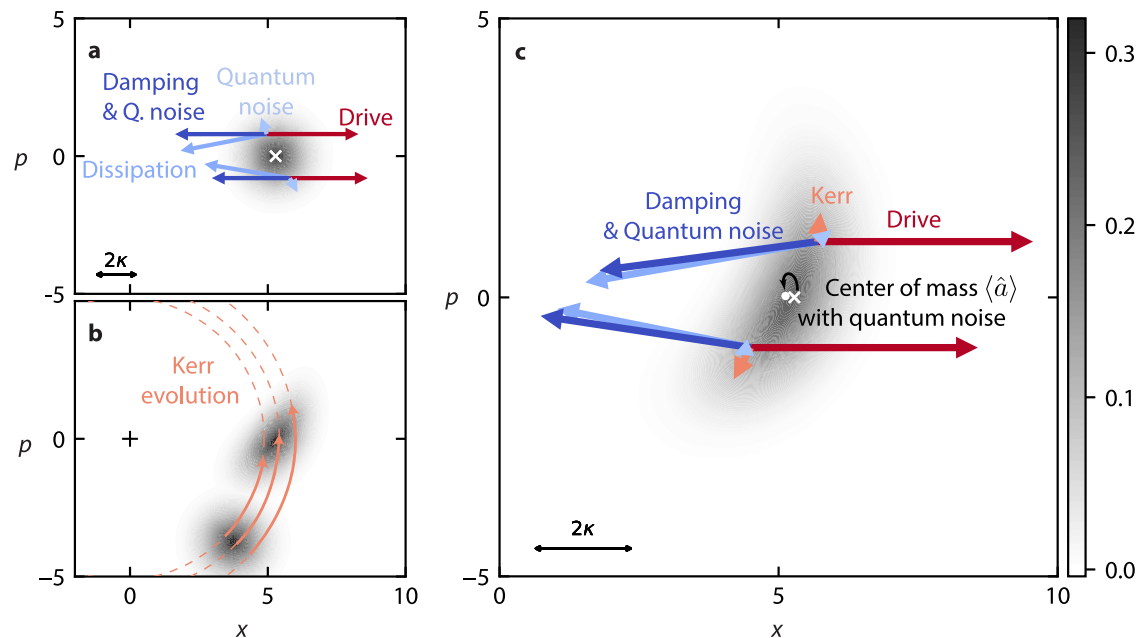 5
a
Quantum
noise
Damping
& Q. noise
Drive
p
0
Dissipation
2κ
−5
b
Kerr
evolution
p
0
−5
0
5
10
x
5
c
Kerr
Damping
& Quantum noise
Drive
p
0
Center of mass ⟨â⟩
with quantum noise
2κ
−5
0
5
10
x
0.3
0.2
0.1
0.0